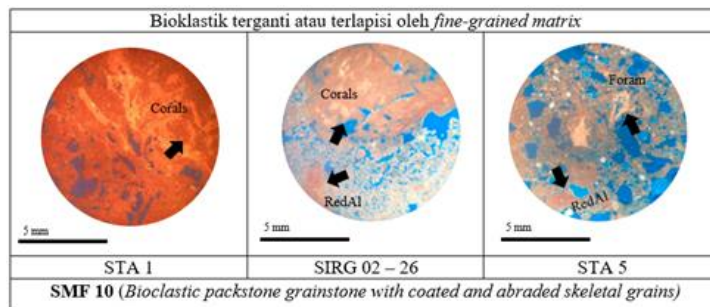 Bioklastik terganti atau terlapisi oleh fine-grained matrix
Corals
5 mm
Corals
RedAl
5 mm
Foram
RedAl
5 mm
STA 1
SIRG 02 – 26
STA 5
SMF 10 (Bioclastic packstone grainstone with coated and abraded skeletal grains)